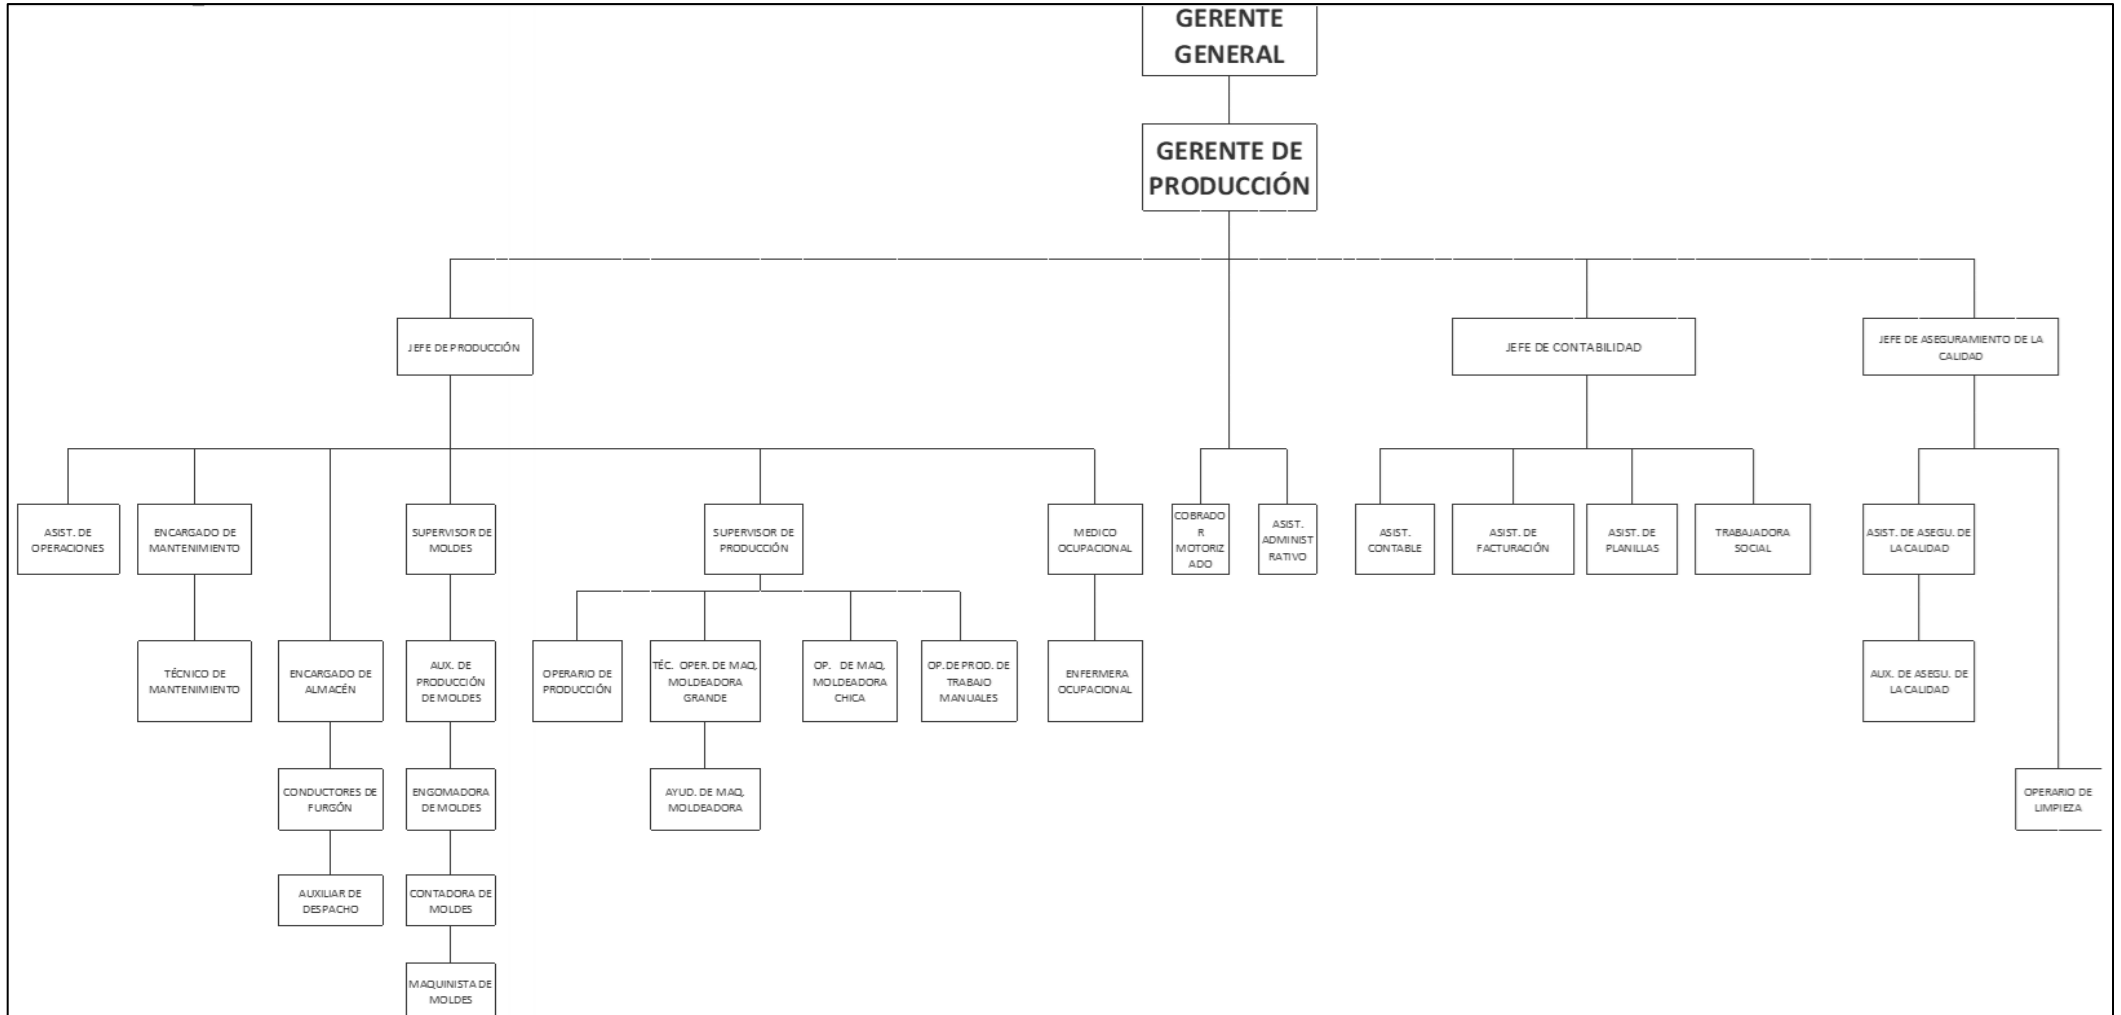 GERENTE
GENERAL
GERENTE DE
PRODUCCIÓN
JEFE DE PRODUCCIÓN
JEFE DE CONTABILIDAD
JEFE DE ASEGURAMIENTO DE LA
CALIDAD
ASIST. DE
OPERACIONES
ENCARGADO DE
MANTENIMIENTO
SUPERVISOR DE
MOLDES
SUPERVISOR DE
PRODUCCIÓN
MEDICO
OCUPACIONAL
COBRADO
R
MOTORIZ
ADO
ASIST.
ADMINIST
RATIVO
ASIST.
CONTABLE
ASIST. DE
FACTURACIÓN
ASIST. DE
PLANILLAS
TRABAJADORA
SOCIAL
ASIST. DE ASEGU. DE
LA CALIDAD
TÉCNICO DE
MANTENIMIENTO
ENCARGADO DE
ALMACÉN
AUX. DE
PRODUCCIÓN
DE MOLDES
OPERARIO DE
PRODUCCIÓN
TÉC. OPER. DE MAQ.
MOLDEADORA
GRANDE
OP. DE MAQ.
MOLDEADORA
CHICA
OP. DE PROD. DE
TRABAJO
MANUALES
ENFERMERA
OCUPACIONAL
AUX. DE ASEGU. DE
LA CALIDAD
CONDUCTORES DE
FURGÓN
ENGOMADORA
DE MOLDES
AYUD. DE MAQ.
MOLDEADORA
OPERARIO DE
LIMPIEZA
AUXILIAR DE
DESPACHO
CONTADORA DE
MOLDES
MAQUINISTA DE
MOLDES